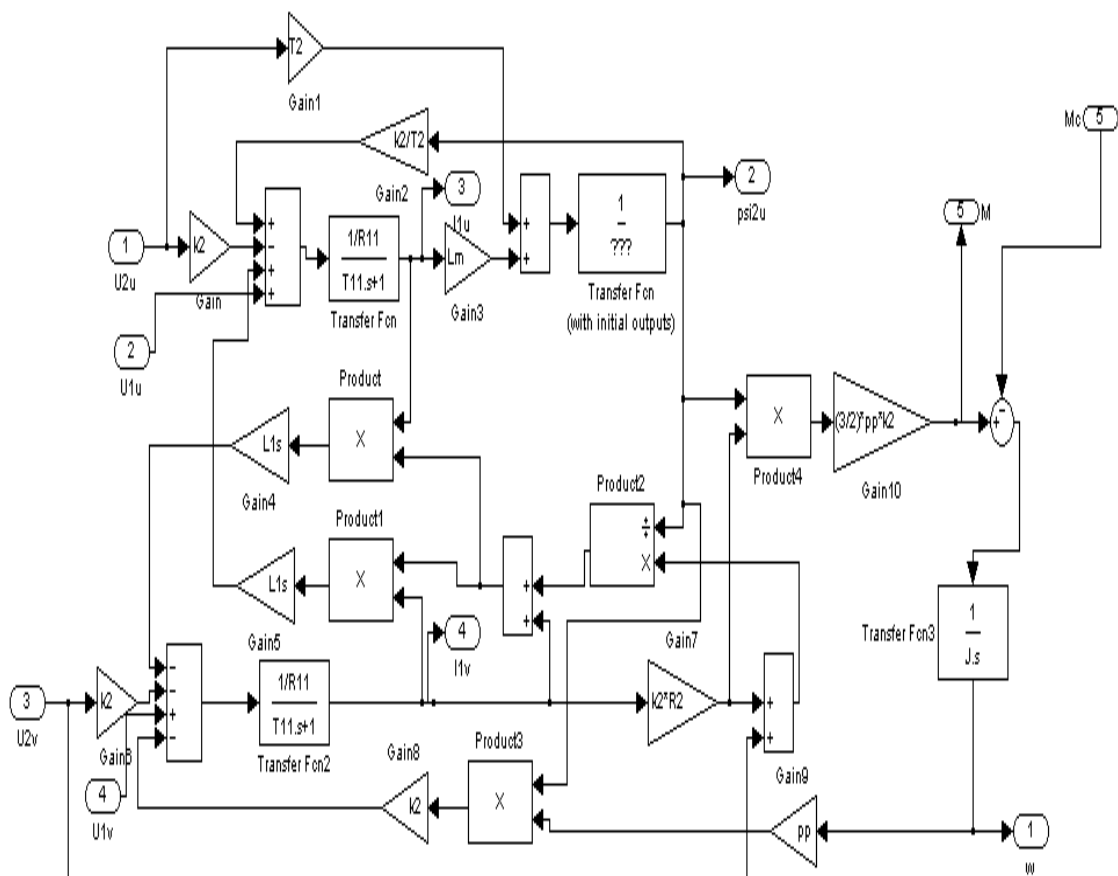 T2
Gain1
k2/T2
Gain2
Mc
5
3
I1u
2
psi2u
5
M
1
U2u
k2
Gain
+
−
+
+
1/R11
T11.s+1
Transfer Fcn
Lm
Gain3
+
+
1
???
Transfer Fcn
(with initial outputs)
2
U1u
Product
X
L1s
Gain4
X
Product4
(3/2)*pp*k2
Gain10
−
+
Product2
÷
X
Product1
X
L1s
Gain5
+
+
4
I1v
Gain7
k2*R2
+
+
Gain9
1
J.s
Transfer Fcn3
3
U2v
k2
Gain6
−
−
+
−
1/R11
T11.s+1
Transfer Fcn2
4
U1v
Gain8
k2
Product3
X
pp
1
w